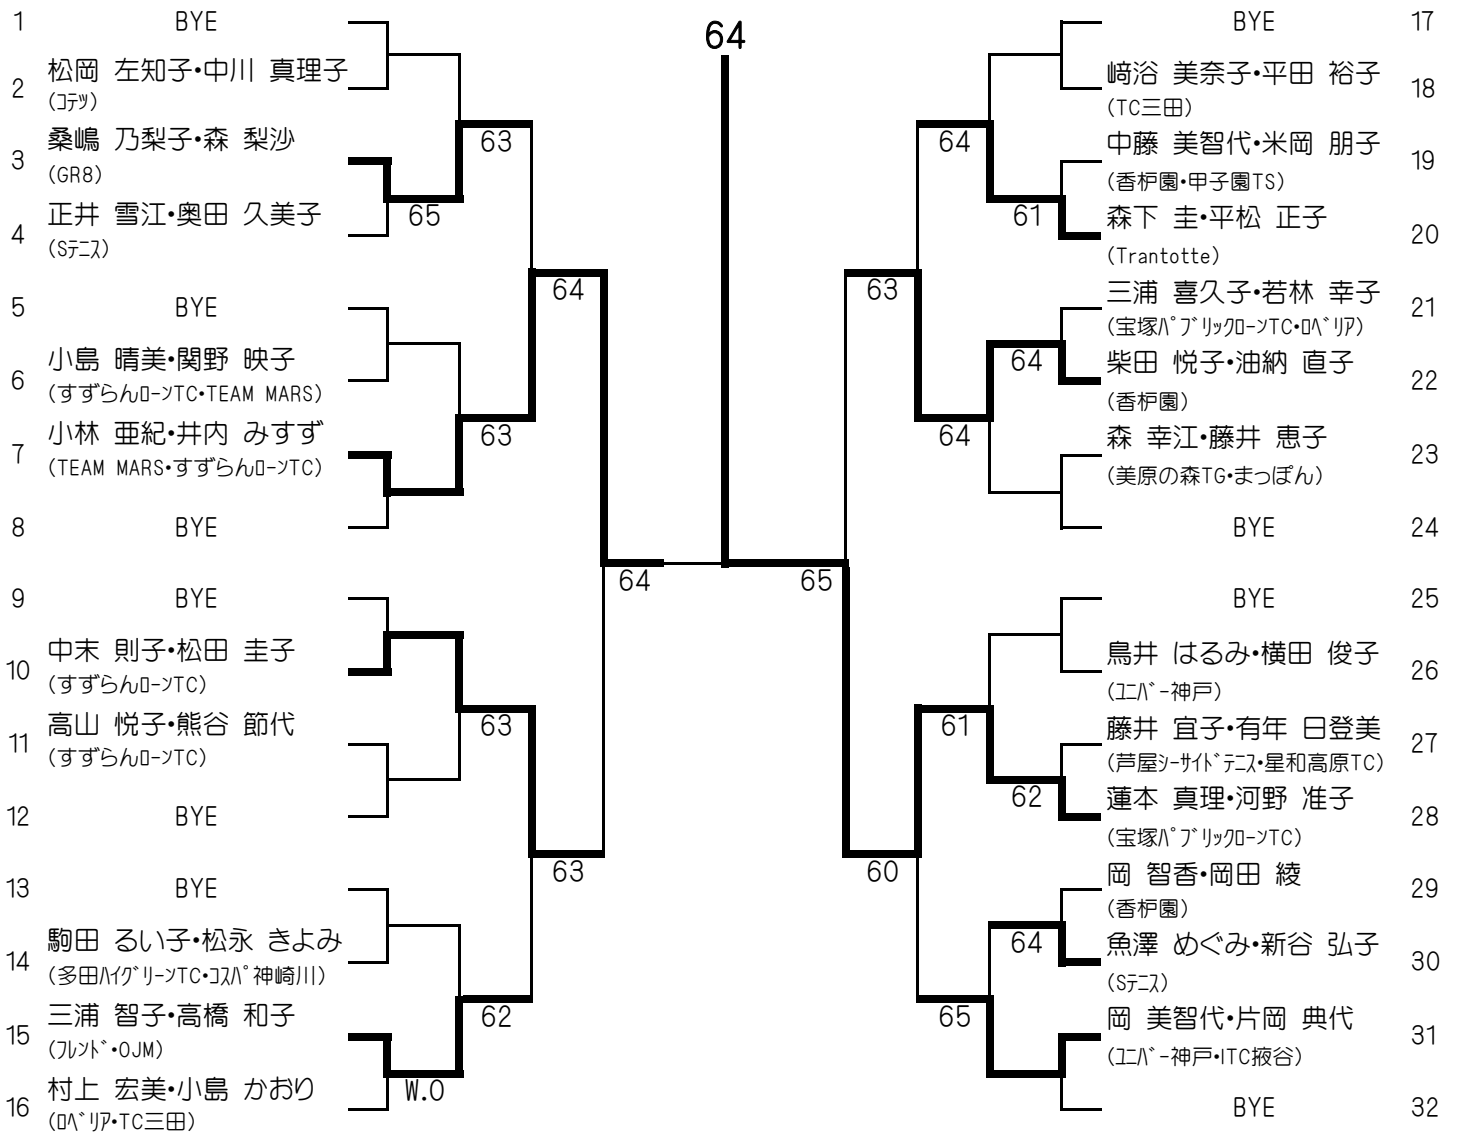 64
1 BYE
2 松岡 左知子・中川 真理子
(コテツ)
3 桑嶋 乃梨子・森 梨沙
(GR8)
4 正井 雪江・奥田 久美子
(Sテニス)
63
65
5 BYE
6 小島 晴美・関野 映子
(すずらんローンTC・TEAM MARS)
7 小林 亜紀・井内 みすず
(TEAM MARS・すずらんローンTC)
8 BYE
64
63
9 BYE
10 中末 則子・松田 圭子
(すずらんローンTC)
11 高山 悦子・熊谷 節代
(すずらんローンTC)
12 BYE
64
63
63
13 BYE
14 駒田 るい子・松永 きよみ
(多田ハイグリーンTC・コスパ神崎川)
15 三浦 智子・高橋 和子
(フレンド・OJM)
16 村上 宏美・小島 かおり
(ロベリア・TC三田)
62
W.O
BYE 17
﨑浴 美奈子・平田 裕子 18
(TC三田)
中藤 美智代・米岡 朋子 19
(香枦園・甲子園TS)
森下 圭・平松 正子 20
(Trantotte)
64
61
三浦 喜久子・若林 幸子 21
(宝塚パブリックローンTC・ロベリア)
柴田 悦子・油納 直子 22
(香枦園)
森 幸江・藤井 恵子 23
(美原の森TG・まっぽん)
BYE 24
63
64
64
65
BYE 25
鳥井 はるみ・横田 俊子 26
(ユニバー神戸)
藤井 宜子・有年 日登美 27
(芦屋シーサイドテニス・星和高原TC)
蓮本 真理・河野 准子 28
(宝塚パブリックローンTC)
61
62
60
岡 智香・岡田 綾 29
(香枦園)
魚澤 めぐみ・新谷 弘子 30
(Sテニス)
岡 美智代・片岡 典代 31
(ユニバー神戸・ITC掖谷)
BYE 32
64
65